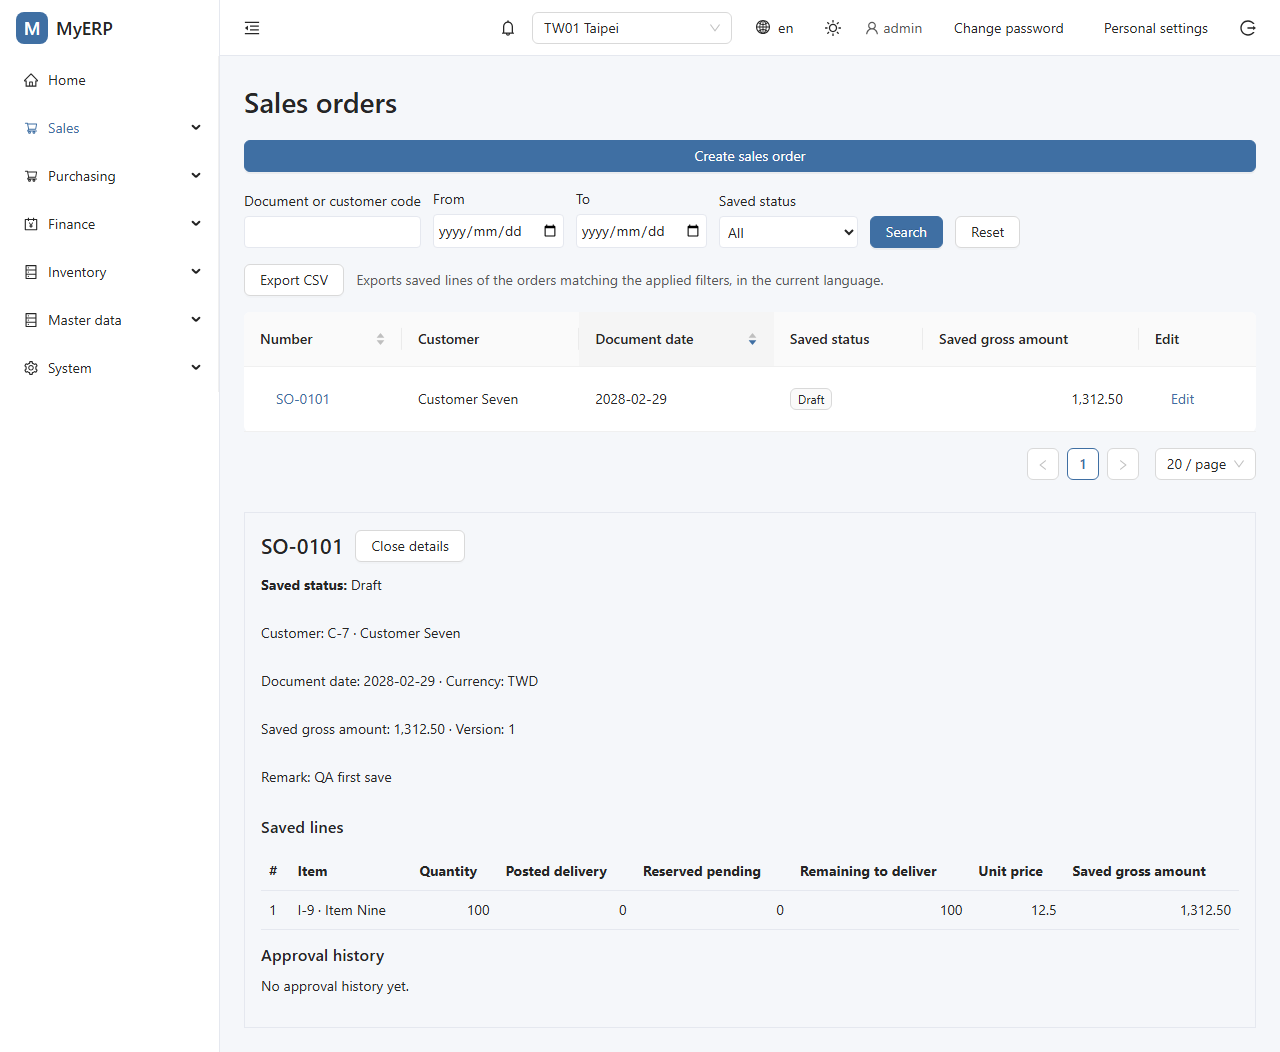 M MyERP
TW01 Taipei
en
admin
Change password
Personal settings
Home
Sales
Purchasing
Finance
Inventory
Master data
System
Sales orders
Create sales order
Document or customer code
From
To
Saved status
yyyy/mm/dd
yyyy/mm/dd
All
Search
Reset
Export CSV
Exports saved lines of the orders matching the applied filters, in the current language.
Number Customer Document date Saved status Saved gross amount Edit
SO-0101 Customer Seven 2028-02-29 Draft 1,312.50 Edit
< 1 > 20 / page
SO-0101 Close details
Saved status: Draft
Customer: C-7 · Customer Seven
Document date: 2028-02-29 · Currency: TWD
Saved gross amount: 1,312.50 · Version: 1
Remark: QA first save
Saved lines
# Item Quantity Posted delivery Reserved pending Remaining to deliver Unit price Saved gross amount
1 I-9 · Item Nine 100 0 0 100 12.5 1,312.50
Approval history
No approval history yet.